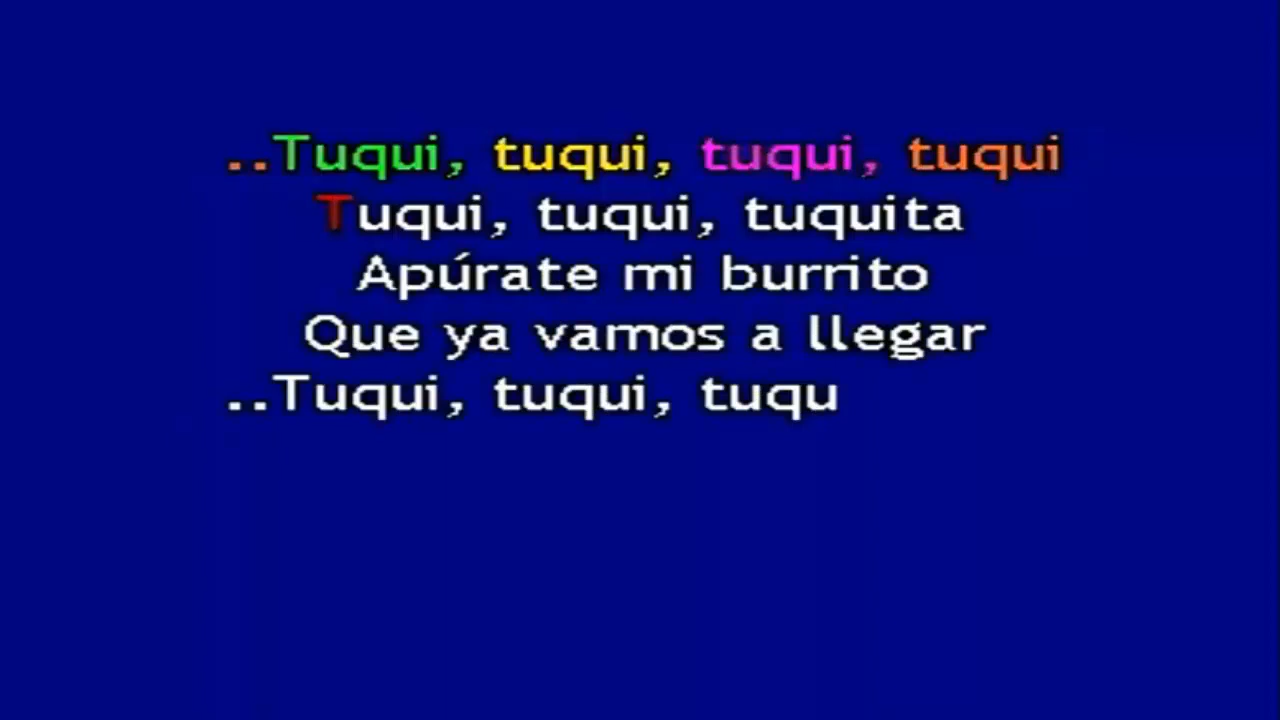 ..Tuqui, tuqui, tuqui, tuqui
Tuqui, tuqui, tuquita
Apúrate mi burrito
Que ya vamos a llegar
..Tuqui, tuqui, tuqu